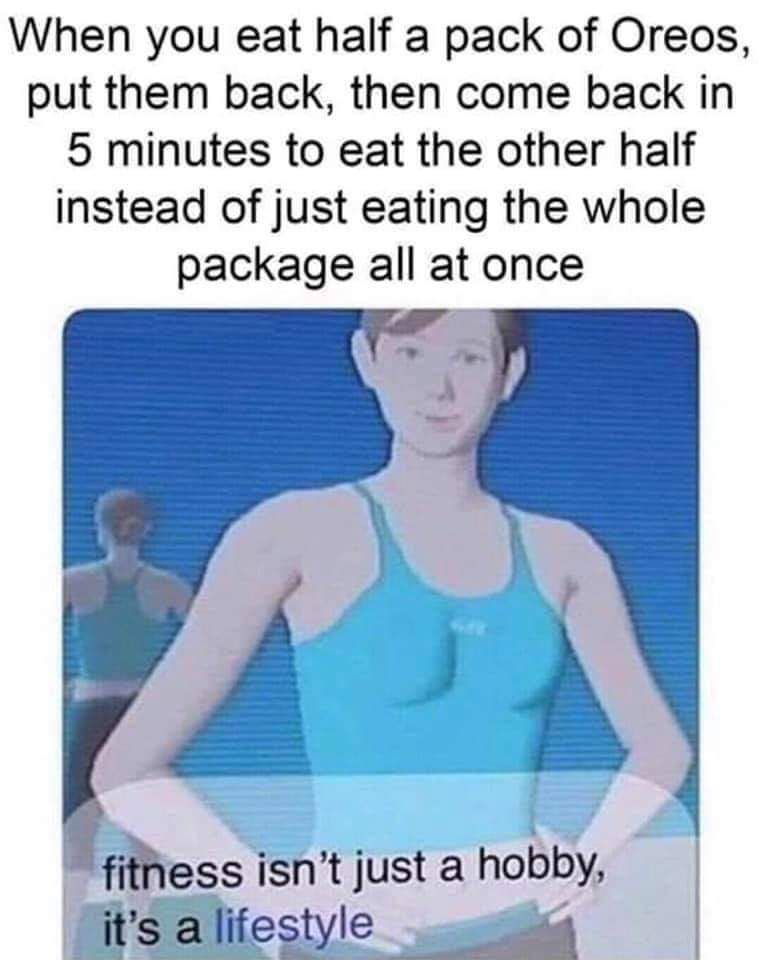 When you eat half a pack of Oreos,
put them back, then come back in
5 minutes to eat the other half
instead of just eating the whole
package all at once
fitness isn't just a hobby,
it's a lifestyle